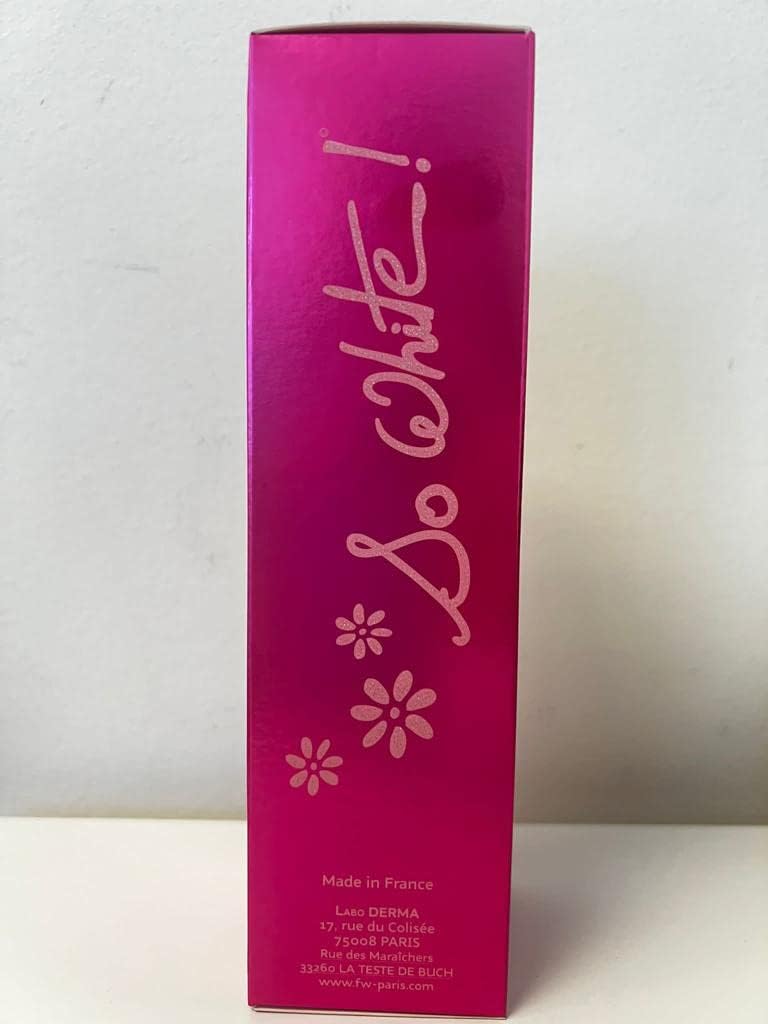 So White!
Made in France
LABO DERMA
17, rue du Colisée
75008 PARIS
Rue des Maraîchers
33260 LA TESTE DE BUCH
www.fw-paris.com